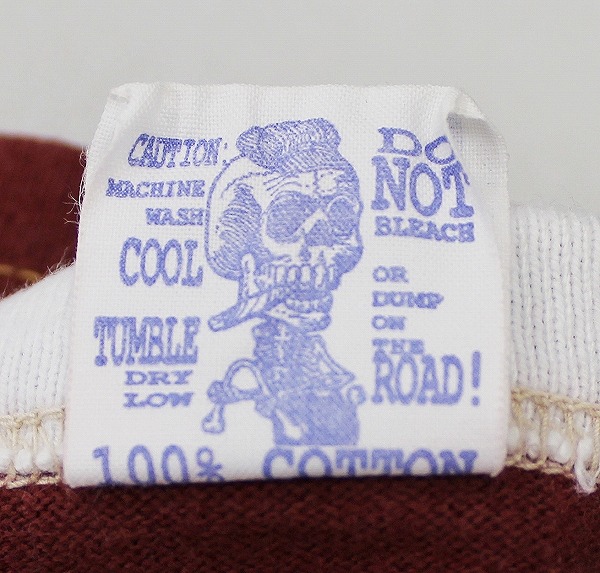 CAUTION:
MACHINE
WASH
COOL
TUMBLE
DRY
LOW
DO
NOT
BLEACH
OR
DUMP
ON
THE
ROAD!
100% COTTON